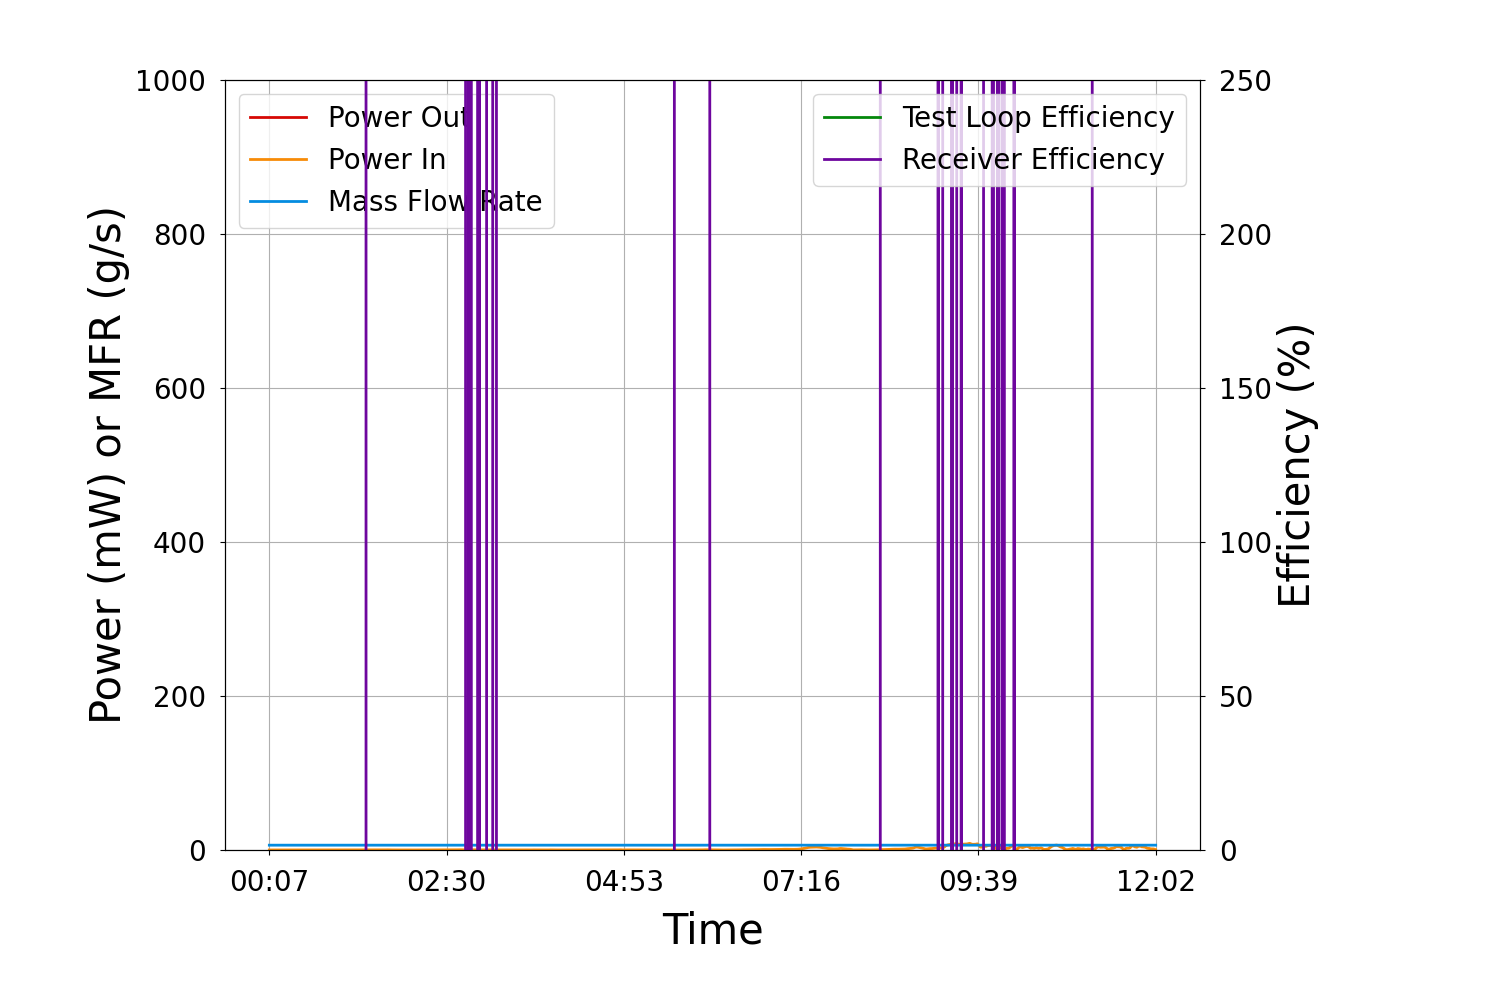 1000
800
600
400
200
0
Power (mW) or MFR (g/s)
Power Out
Power In
Mass Flow Rate
Test Loop Efficiency
Receiver Efficiency
250
200
150
100
50
0
Efficiency (%)
00:07 02:30 04:53 07:16 09:39 12:02
Time